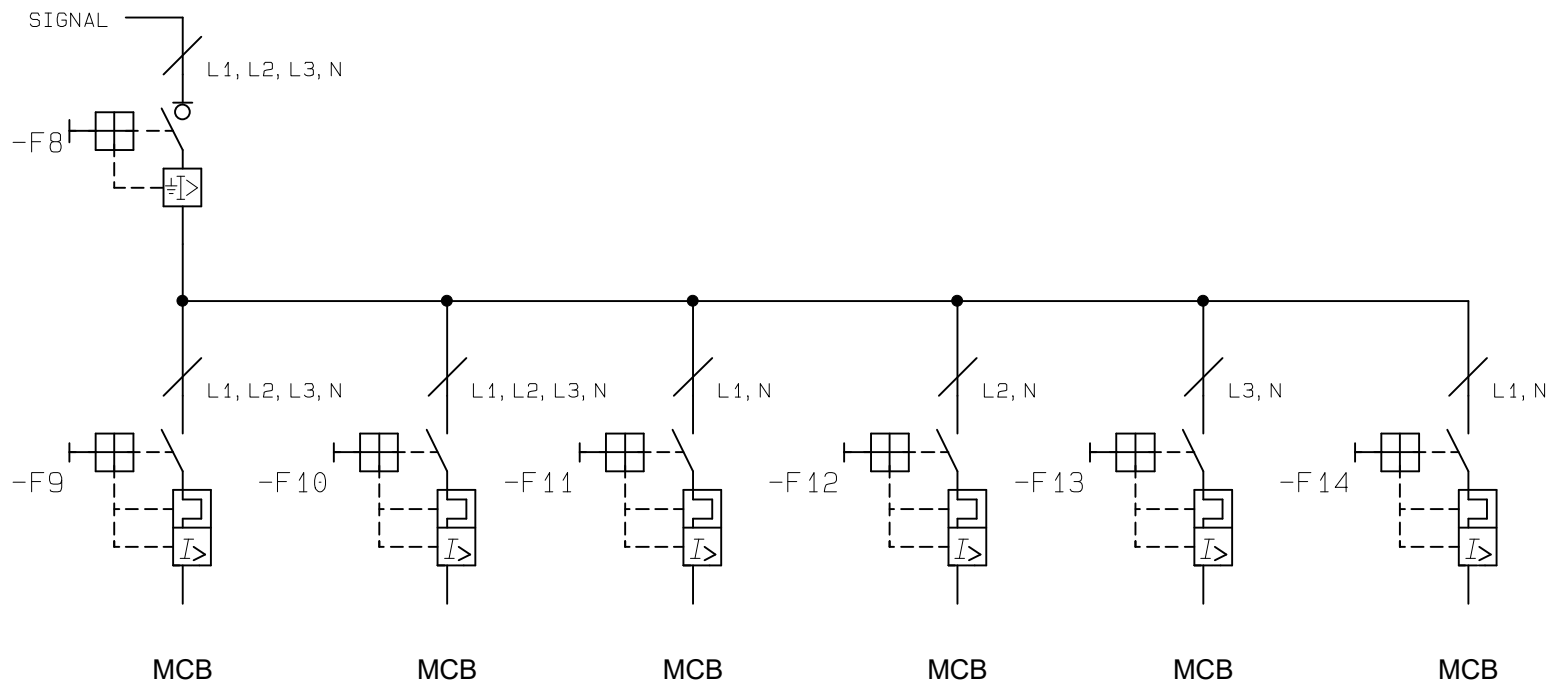 SIGNAL
L1, L2, L3, N
-F8
I>
L1, L2, L3, N
L1, L2, L3, N
L1, N
L2, N
L3, N
L1, N
-F9
-F10
-F11
-F12
-F13
-F14
I>
I>
I>
I>
I>
I>
MCB
MCB
MCB
MCB
MCB
MCB